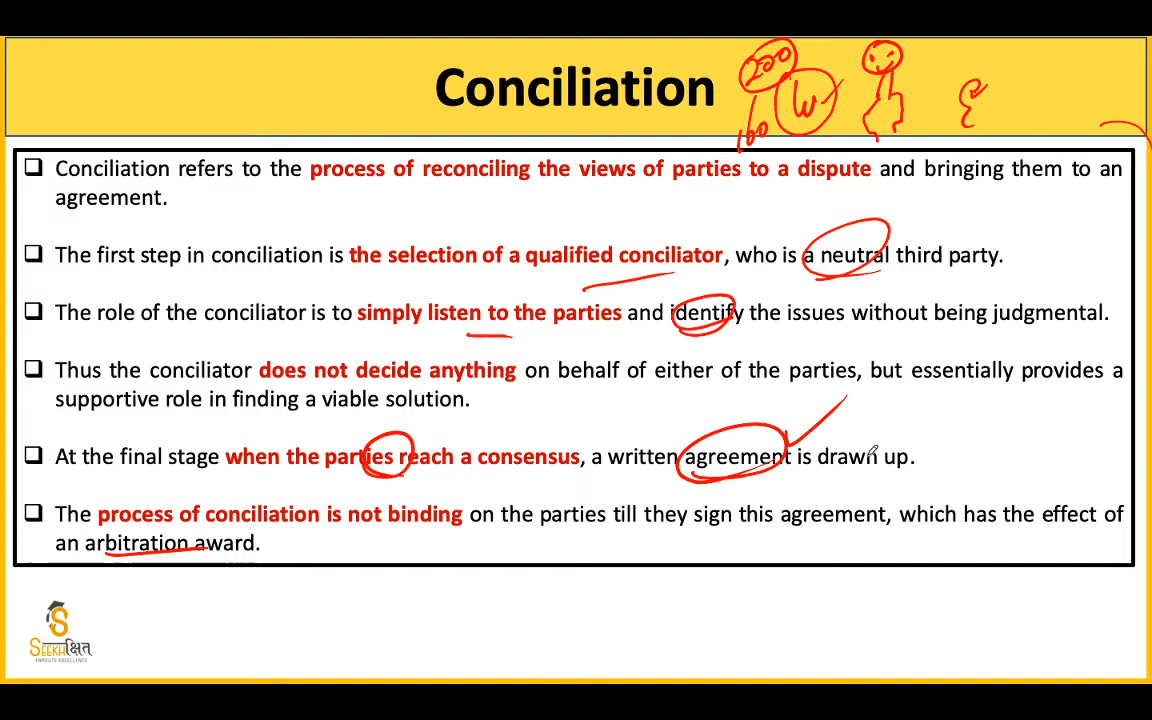 Conciliation
200
100
W
❑ Conciliation refers to the process of reconciling the views of parties to a dispute and bringing them to an
agreement.
❑ The first step in conciliation is the selection of a qualified conciliator, who is a neutral third party.
❑ The role of the conciliator is to simply listen to the parties and identify the issues without being judgmental.
❑ Thus the conciliator does not decide anything on behalf of either of the parties, but essentially provides a
supportive role in finding a viable solution.
❑ At the final stage when the parties reach a consensus, a written agreement is drawn up.
❑ The process of conciliation is not binding on the parties till they sign this agreement, which has the effect of
an arbitration award.
S
SEEKHक्षित
ENROUTE EXCELLENCE